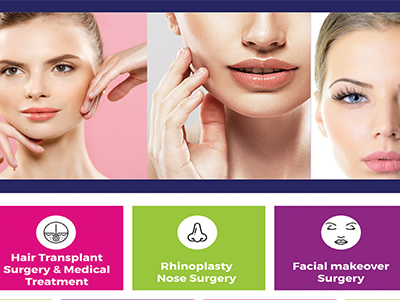 Hair Transplant
Surgery & Medical
Treatment
Rhinoplasty
Nose Surgery
Facial makeover
Surgery